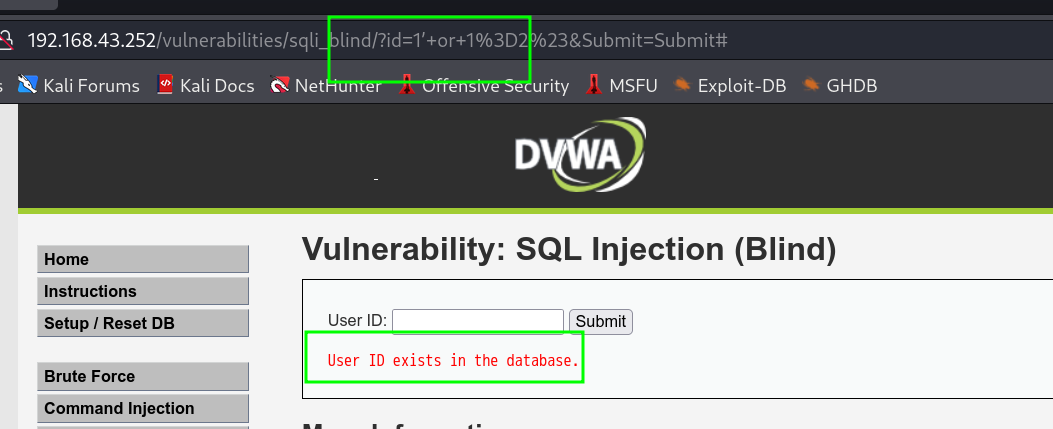 192.168.43.252/vulnerabilities/sqli_blind/?id=1'+or+1%3D2%23&Submit=Submit#
Kali Forums Kali Docs NetHunter Offensive Security MSFU Exploit-DB GHDB
DVWA
Vulnerability: SQL Injection (Blind)
Home
Instructions
Setup / Reset DB
User ID: Submit
User ID exists in the database.
Brute Force
Command Injection